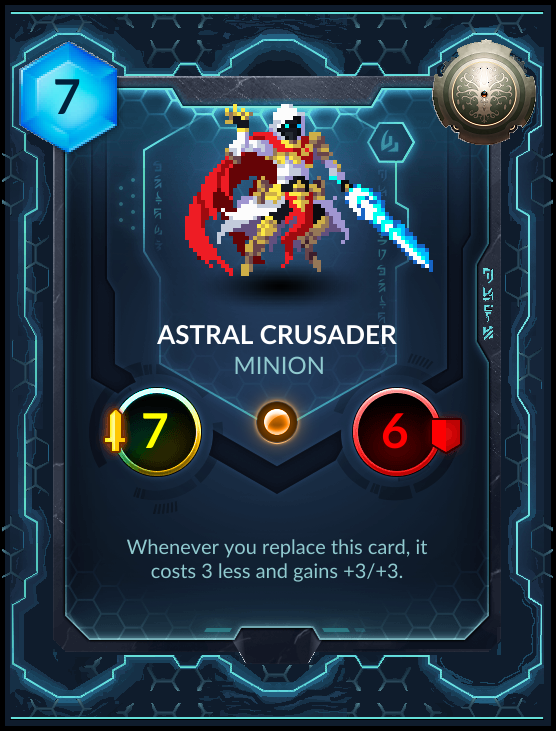 7
ASTRAL CRUSADER
MINION
7
6
Whenever you replace this card, it
costs 3 less and gains +3/+3.